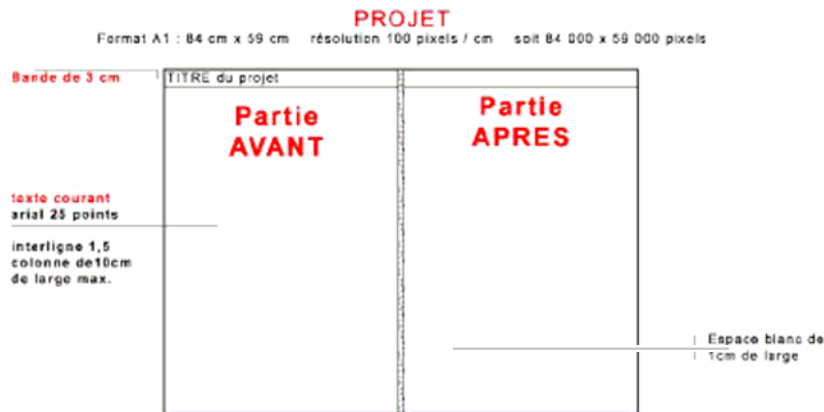 PROJET
Format A1 : 84 cm x 59 cm résolution 100 pixels / cm soit 84 000 x 59 000 pixels
Bande de 3 cm
TITRE du projet
Partie
AVANT
Partie
APRES
texte courant
arial 25 points
interligne 1,5
colonne de10cm
de large max.
Espace blanc de
1cm de large